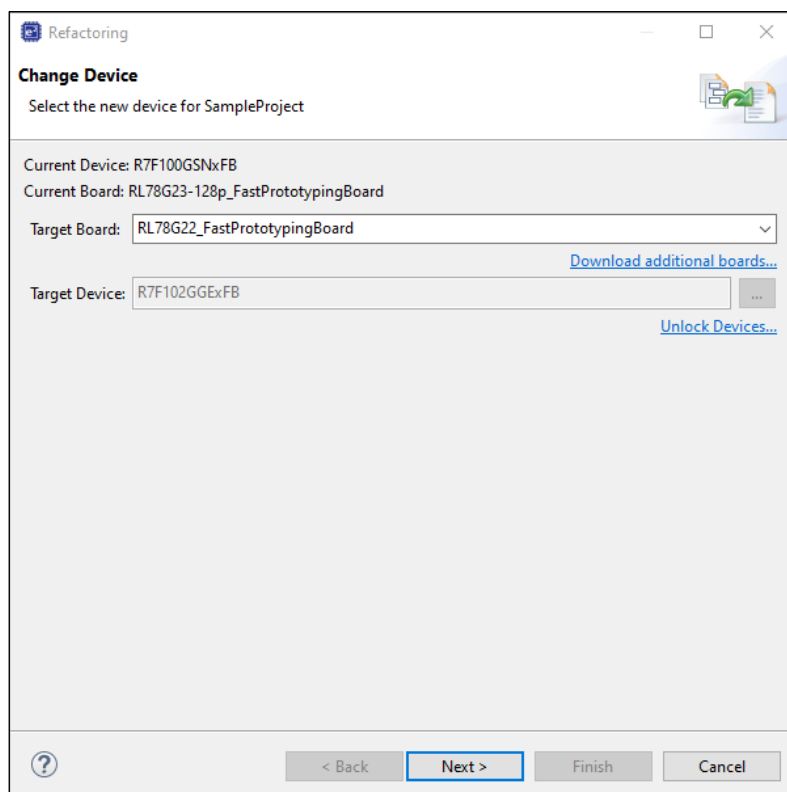 Refactoring
Change Device
Select the new device for SampleProject
Current Device: R7F100GSNxFB
Current Board: RL78G23-128p_FastPrototypingBoard
Target Board: RL78G22_FastPrototypingBoard
Download additional boards...
Target Device: R7F102GGExFB ...
Unlock Devices...
? < Back Next > Finish Cancel